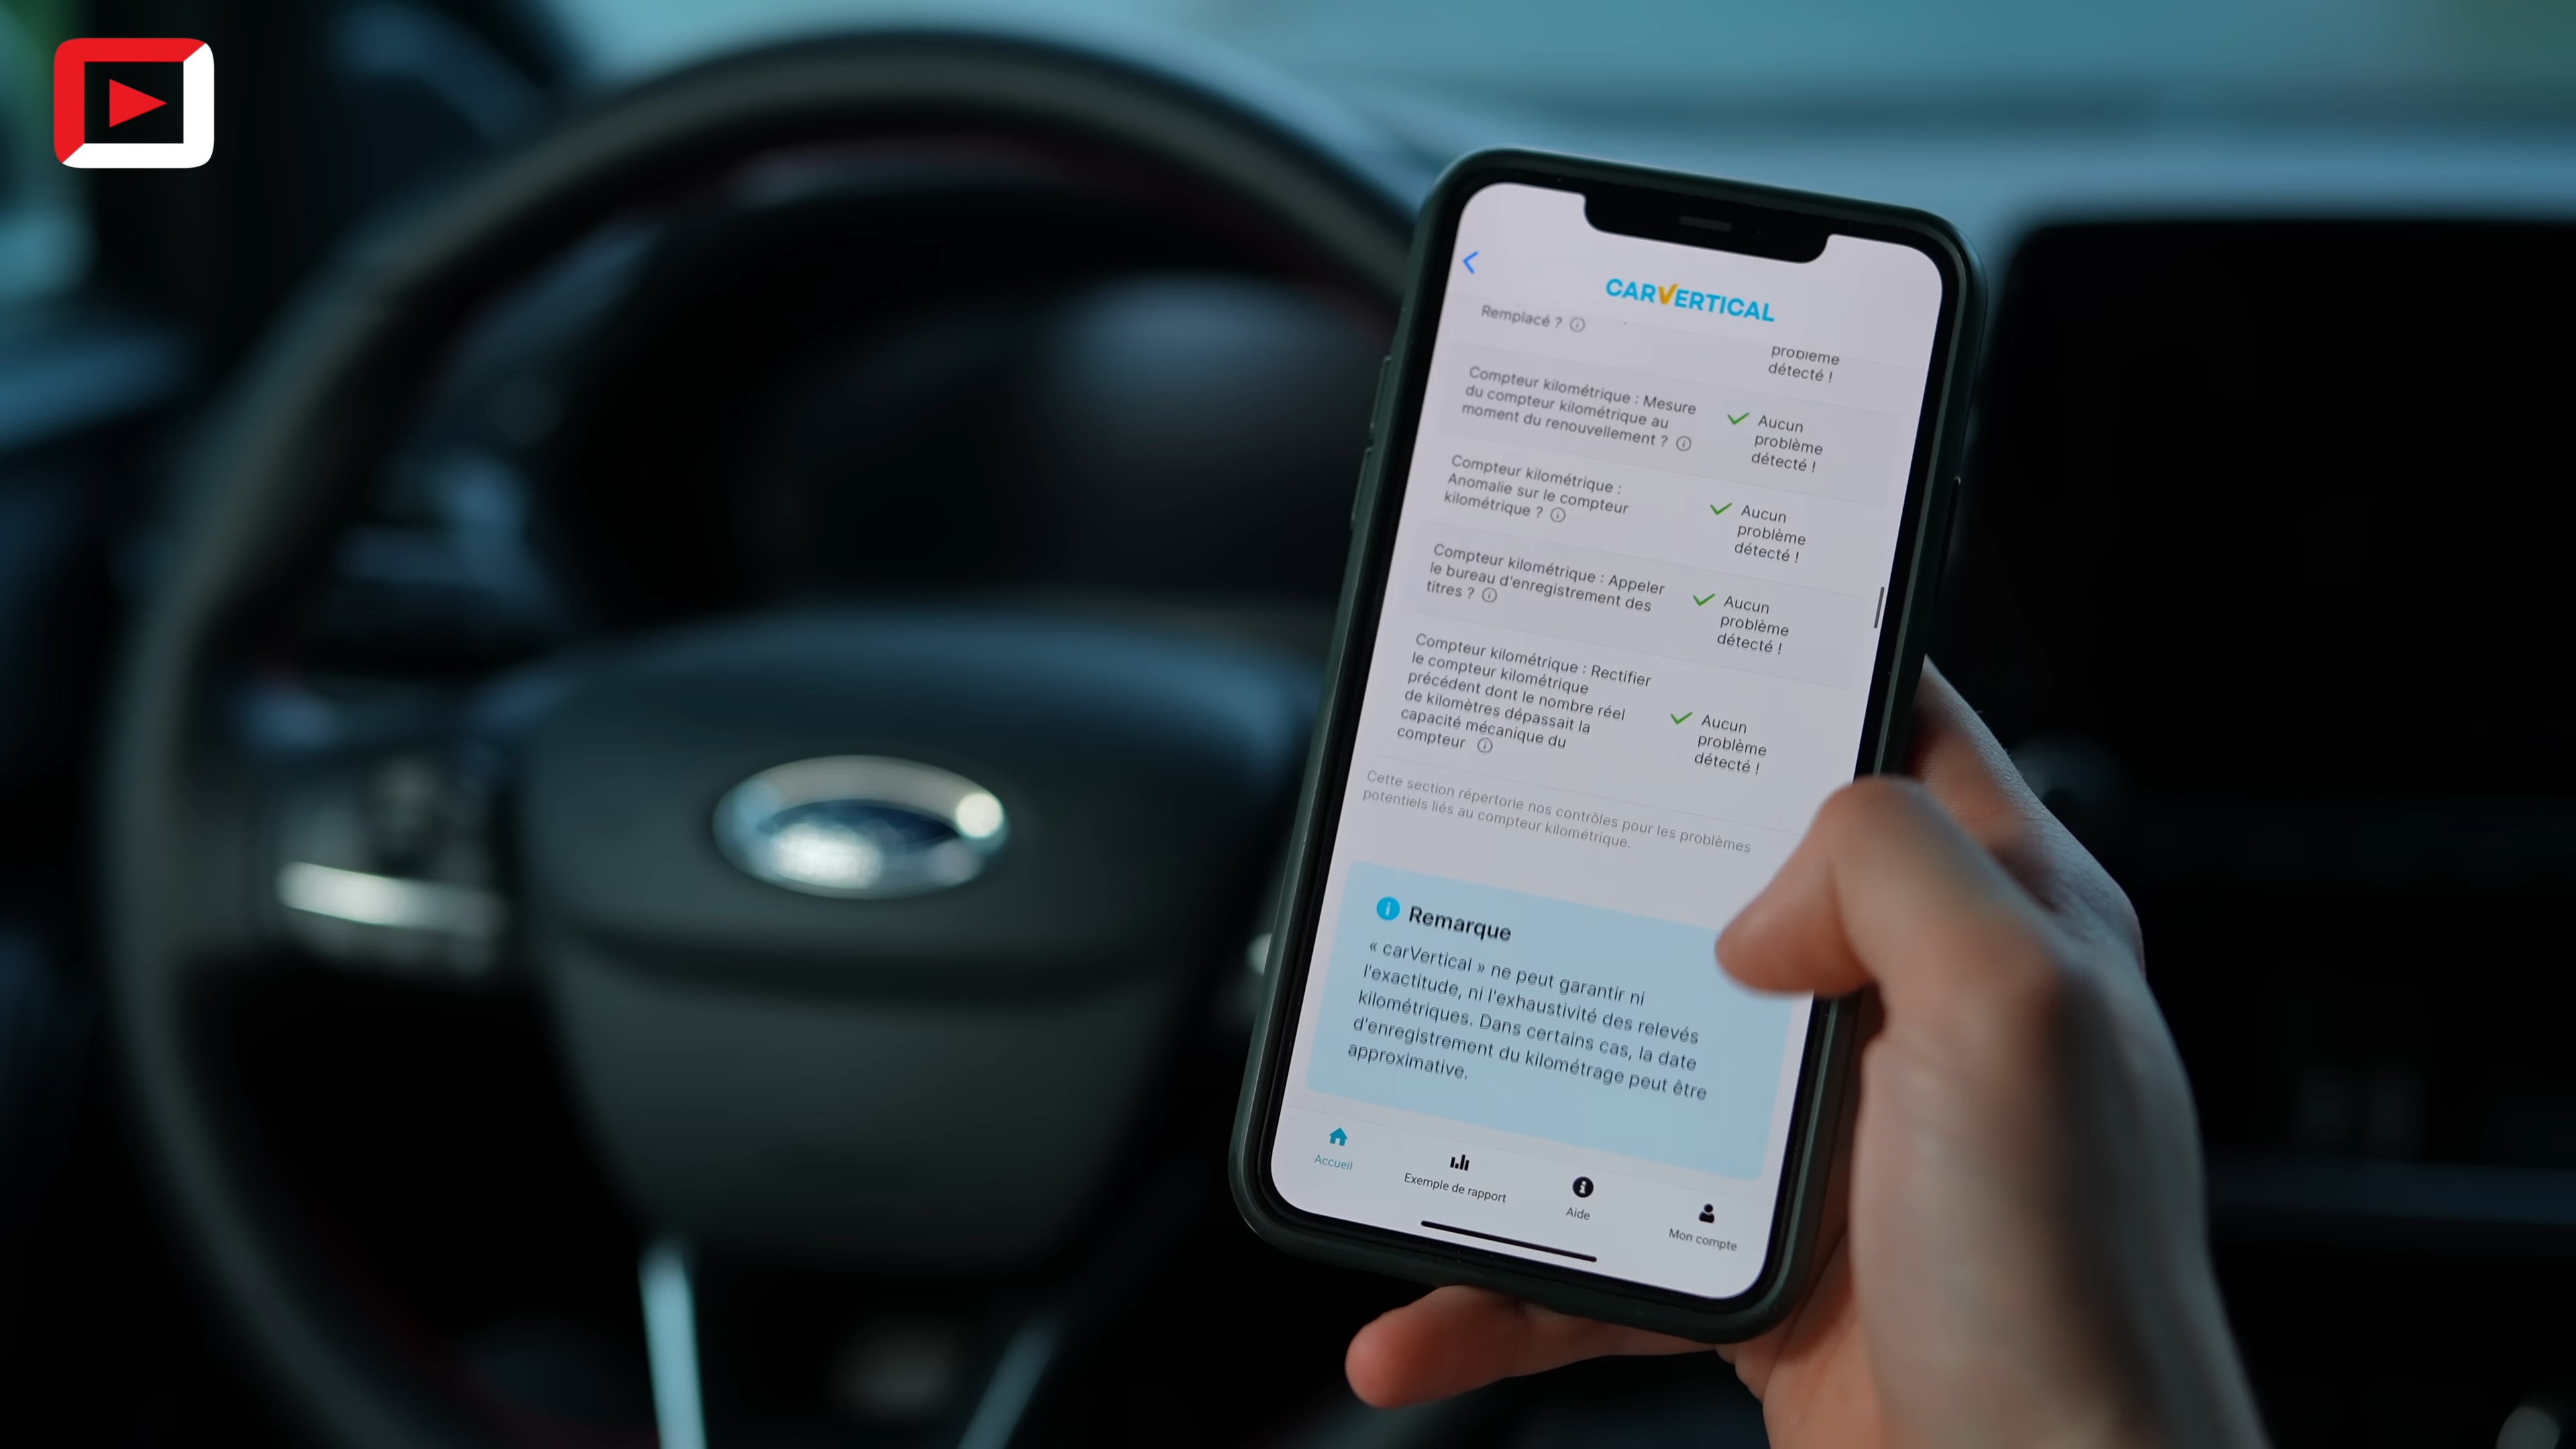 CARVERTICAL
Remplacé ?
problème
détecté !
Compteur kilométrique : Mesure
du compteur kilométrique au
moment du renouvellement ?
Aucun
problème
détecté !
Compteur kilométrique :
Anomalie sur le compteur
kilométrique ?
Aucun
problème
détecté !
Compteur kilométrique : Appeler
le bureau d'enregistrement des
titres ?
Aucun
problème
détecté !
Compteur kilométrique : Rectifier
le compteur kilométrique
précédent dont le nombre réel
de kilomètres dépassait la
capacité mécanique du
compteur
Aucun
problème
détecté !
Cette section répertorie nos contrôles pour les problèmes
potentiels liés au compteur kilométrique.
Remarque
« carVertical » ne peut garantir ni
l'exactitude, ni l'exhaustivité des relevés
kilométriques. Dans certains cas, la date
d'enregistrement du kilométrage peut être
approximative.
Accueil
Exemple de rapport
Aide
Mon compte